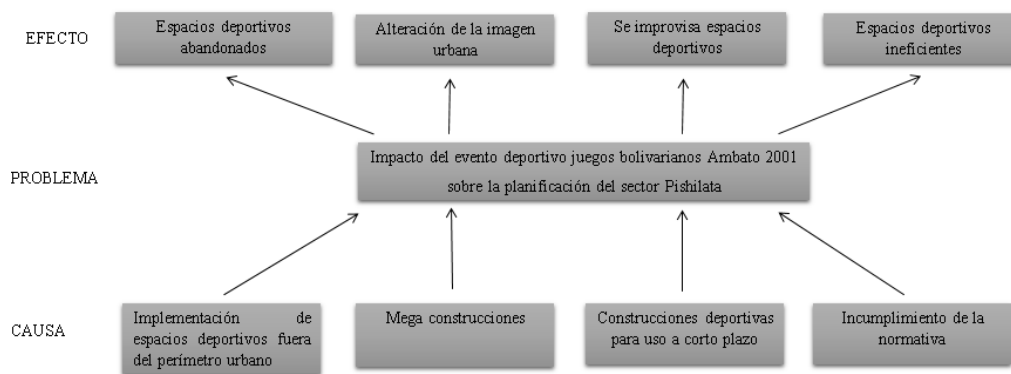 EFECTO
Espacios deportivos
abandonados
Alteración de la imagen
urbana
Se improvisa espacios
deportivos
Espacios deportivos
ineficientes
PROBLEMA
Impacto del evento deportivo juegos bolivarianos Ambato 2001
sobre la planificación del sector Pishilata
CAUSA
Implementación de
espacios deportivos fuera
del perímetro urbano
Mega construcciones
Construcciones deportivas
para uso a corto plazo
Incumplimiento de la
normativa